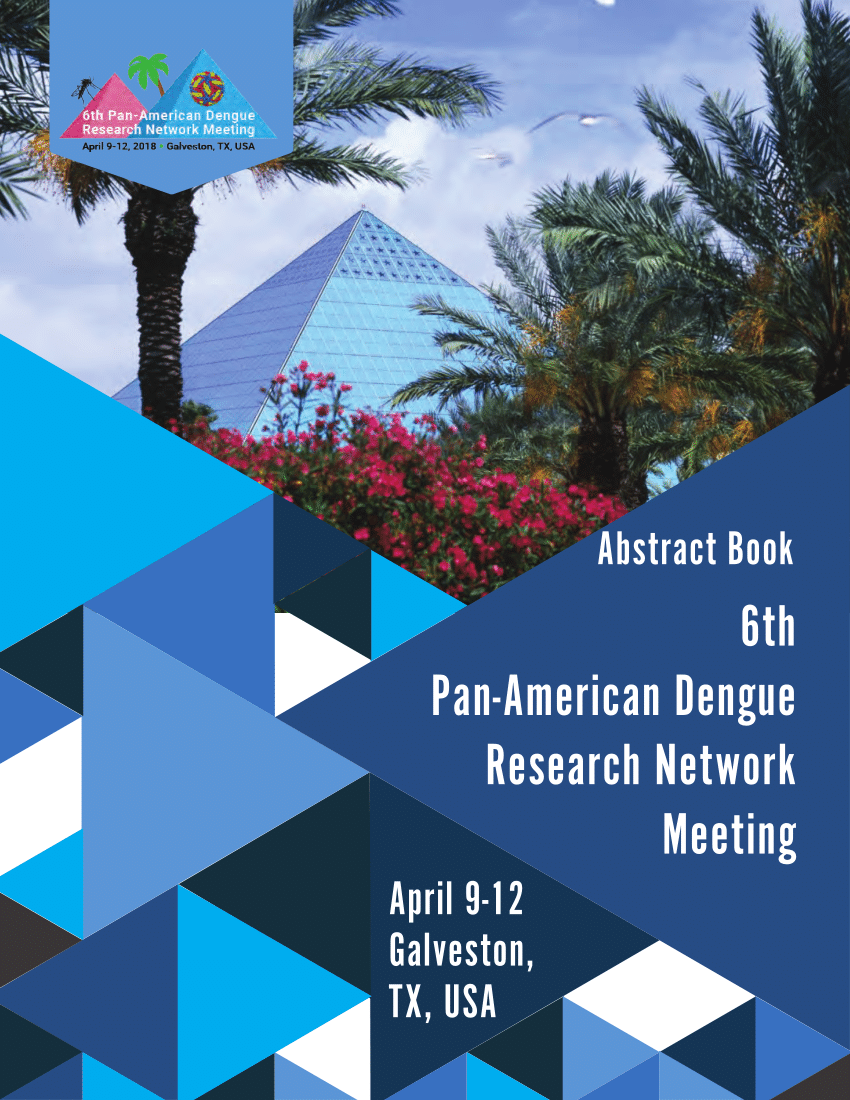 6th Pan-American Dengue
Research Network Meeting
April 9-12, 2018 • Galveston, TX, USA
Abstract Book
6th
Pan-American Dengue
Research Network
Meeting
April 9-12
Galveston,
TX, USA